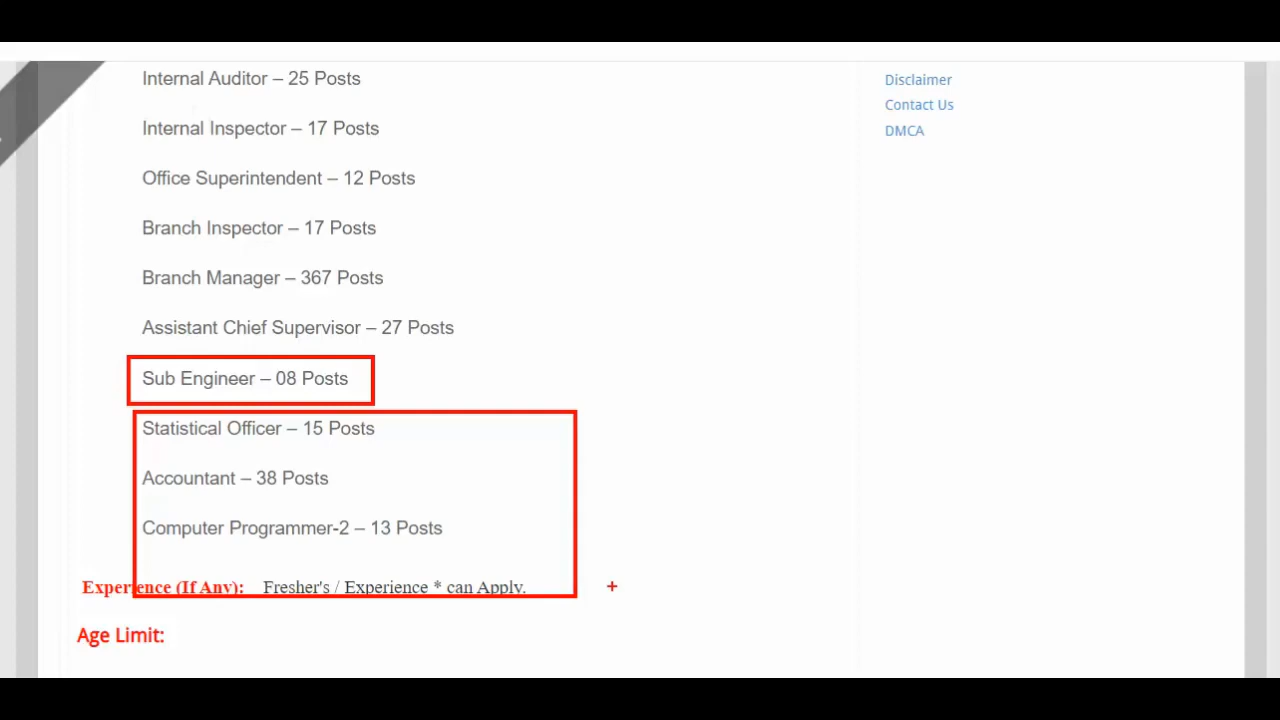 Internal Auditor – 25 Posts
Internal Inspector – 17 Posts
Office Superintendent – 12 Posts
Branch Inspector – 17 Posts
Branch Manager – 367 Posts
Assistant Chief Supervisor – 27 Posts
Sub Engineer – 08 Posts
Statistical Officer – 15 Posts
Accountant – 38 Posts
Computer Programmer-2 – 13 Posts
Experience (If Any): Fresher's / Experience * can Apply.
Age Limit:
Disclaimer
Contact Us
DMCA